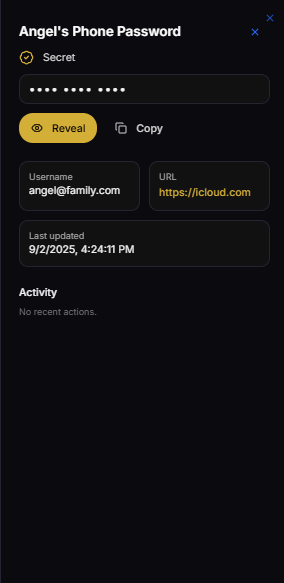 Angel's Phone Password
Secret
•••• •••• ••••
Reveal
Copy
Username
angel@family.com
URL
https://icloud.com
Last updated
9/2/2025, 4:24:11 PM
Activity
No recent actions.